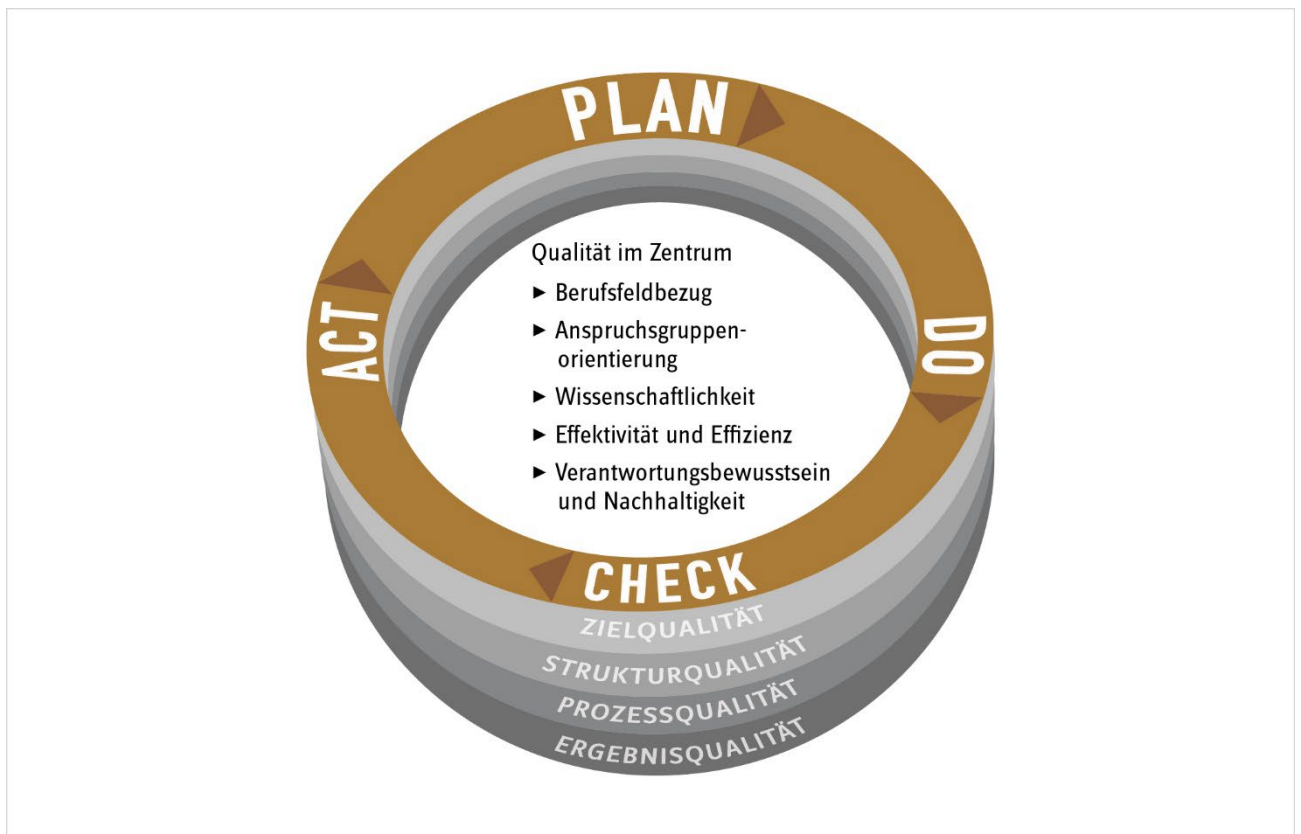 PLAN
DO
CHECK
ACT
Qualität im Zentrum
► Berufsfeldbezug
► Anspruchsgruppen-
orientierung
► Wissenschaftlichkeit
► Effektivität und Effizienz
► Verantwortungsbewusstsein
und Nachhaltigkeit
ZIELQUALITÄT
STRUKTURQUALITÄT
PROZESSQUALITÄT
ERGEBNISQUALITÄT